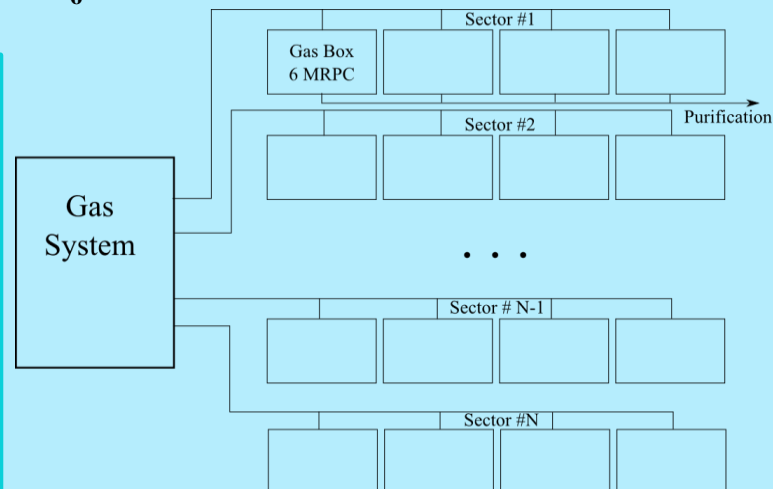 Sector #1
Gas Box
6 MRPC
Purification
Sector #2
Gas
System
• • •
Sector # N-1
Sector #N